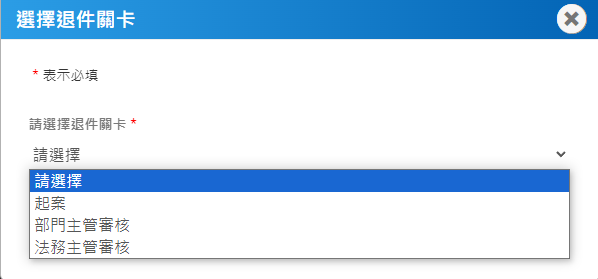 選擇退件關卡
* 表示必填
請選擇退件關卡 *
請選擇
請選擇
起案
部門主管審核
法務主管審核